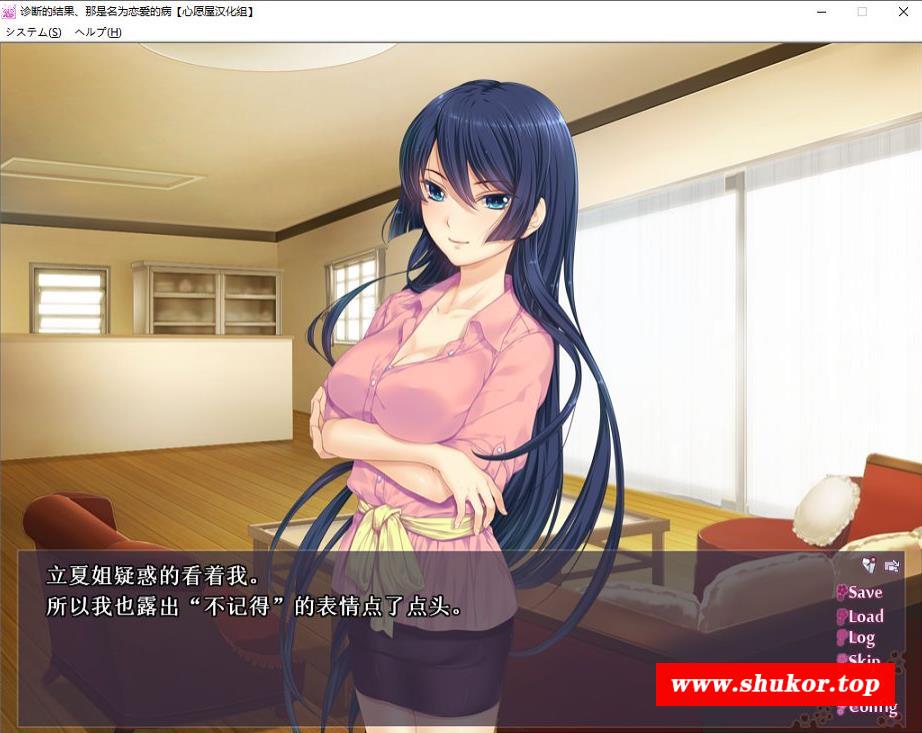 诊断的结果、那是名为恋爱的病【心愿屋汉化组】
システム(S) ヘルプ(H)
立夏姐疑惑的看着我。
所以我也露出“不记得”的表情点了点头。
Save
Load
Log
Skip
www.shukor.top
Config